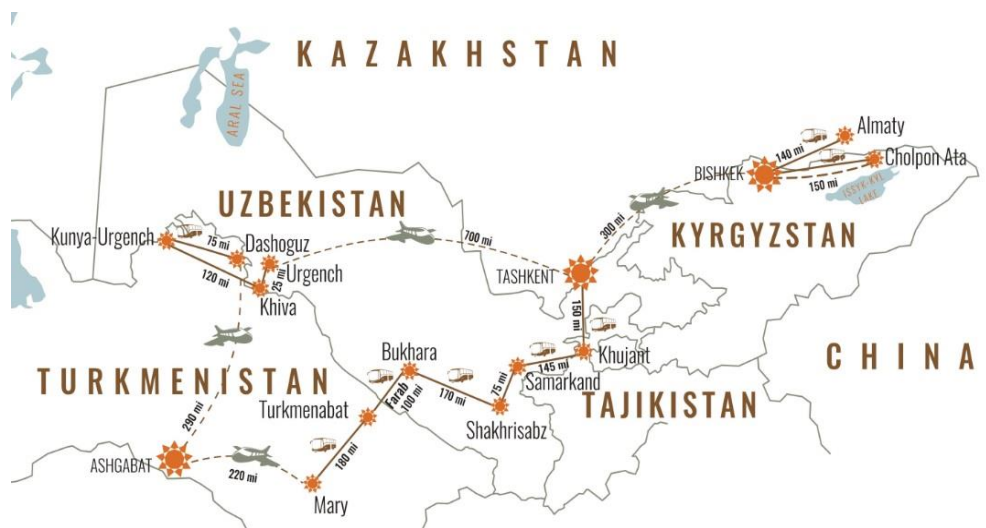 KAZAKHSTAN
ARAL SEA
Almaty
140 mi
Cholpon Ata
BISHKEK
150 mi
ISSYK-KYL
LAKE
UZBEKISTAN
300 mi
KYRGYZSTAN
Kunya-Urgench
75 mi
Dashoguz
700 mi
Urgench
25 mi
120 mi
Khiva
TASHKENT
150 mi
Khujant
CHINA
Bukhara
145 mi
Samarkand
TURKMENISTAN
Farab
100 mi
170 mi
75 mi
TAJIKISTAN
Turkmenabat
Shakhrisabz
290 mi
180 mi
ASHGABAT
220 mi
Mary